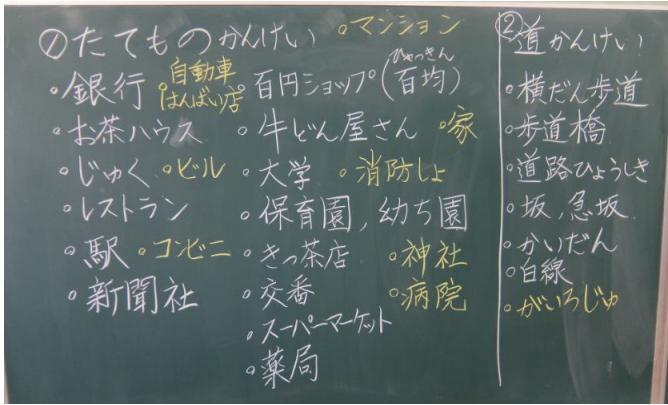 ①たてものかんけい
。マンション
。銀行
。自動車はんばい店
。百円ショップ(百均)
ひゃっきん
。お茶ハウス
。牛どん屋さん
。家
。じゅく
。ビル
。大学
。消防しょ
。レストラン
。保育園,幼ち園
。駅
。コンビニ
。きっ茶店
。神社
。新聞社
。交番
。病院
。スーパーマーケット
。薬局
②道かんけい
。横だん歩道
。歩道橋
。道路ひょうしき
。坂,急坂
。かいだん
。白線
。がいろじゅ